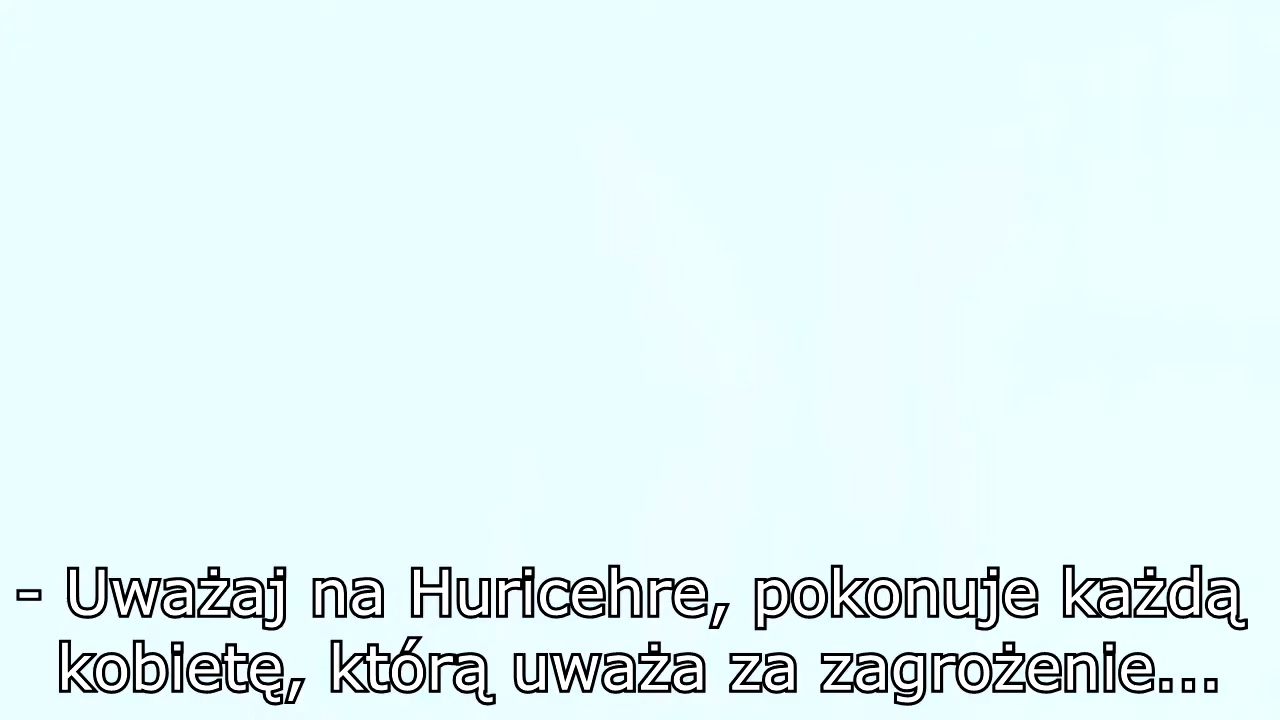 - Uważaj na Huricehre, pokonuje każdą
kobietę, którą uważa za zagrożenie...